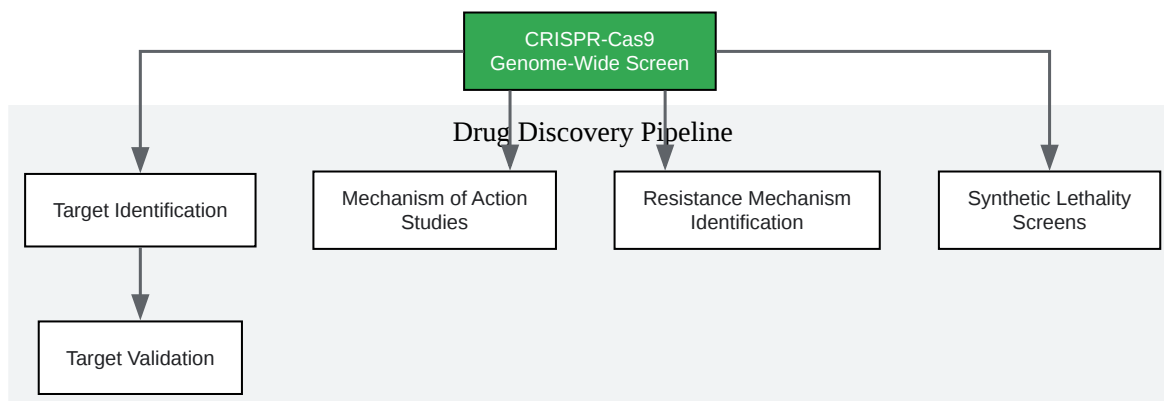 CRISPR-Cas9
Genome-Wide Screen
Drug Discovery Pipeline
Target Identification
Mechanism of Action
Studies
Resistance Mechanism
Identification
Synthetic Lethality
Screens
Target Validation